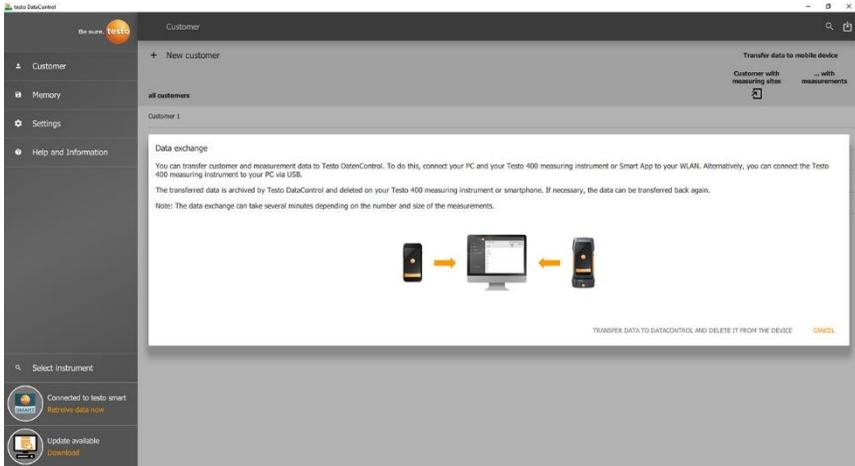 testo DataControl
Be sure. testo
Customer
Customer
Memory
Settings
Help and Information
+ New customer
Transfer data to mobile device
Customer with
measuring sites
... with
measurements
all customers
Customer 1
Data exchange
You can transfer customer and measurement data to Testo DatenControl. To do this, connect your PC and your Testo 400 measuring instrument or Smart App to your WLAN. Alternatively, you can connect the Testo
400 measuring instrument to your PC via USB.
The transferred data is archived by Testo DataControl and deleted on your Testo 400 measuring instrument or smartphone. If necessary, the data can be transferred back again.
Note: The data exchange can take several minutes depending on the number and size of the measurements.
TRANSFER DATA TO DATACONTROL AND DELETE IT FROM THE DEVICE
CANCEL
Select instrument
SMART
Connected to testo smart
Retreive data now
Update available
Download